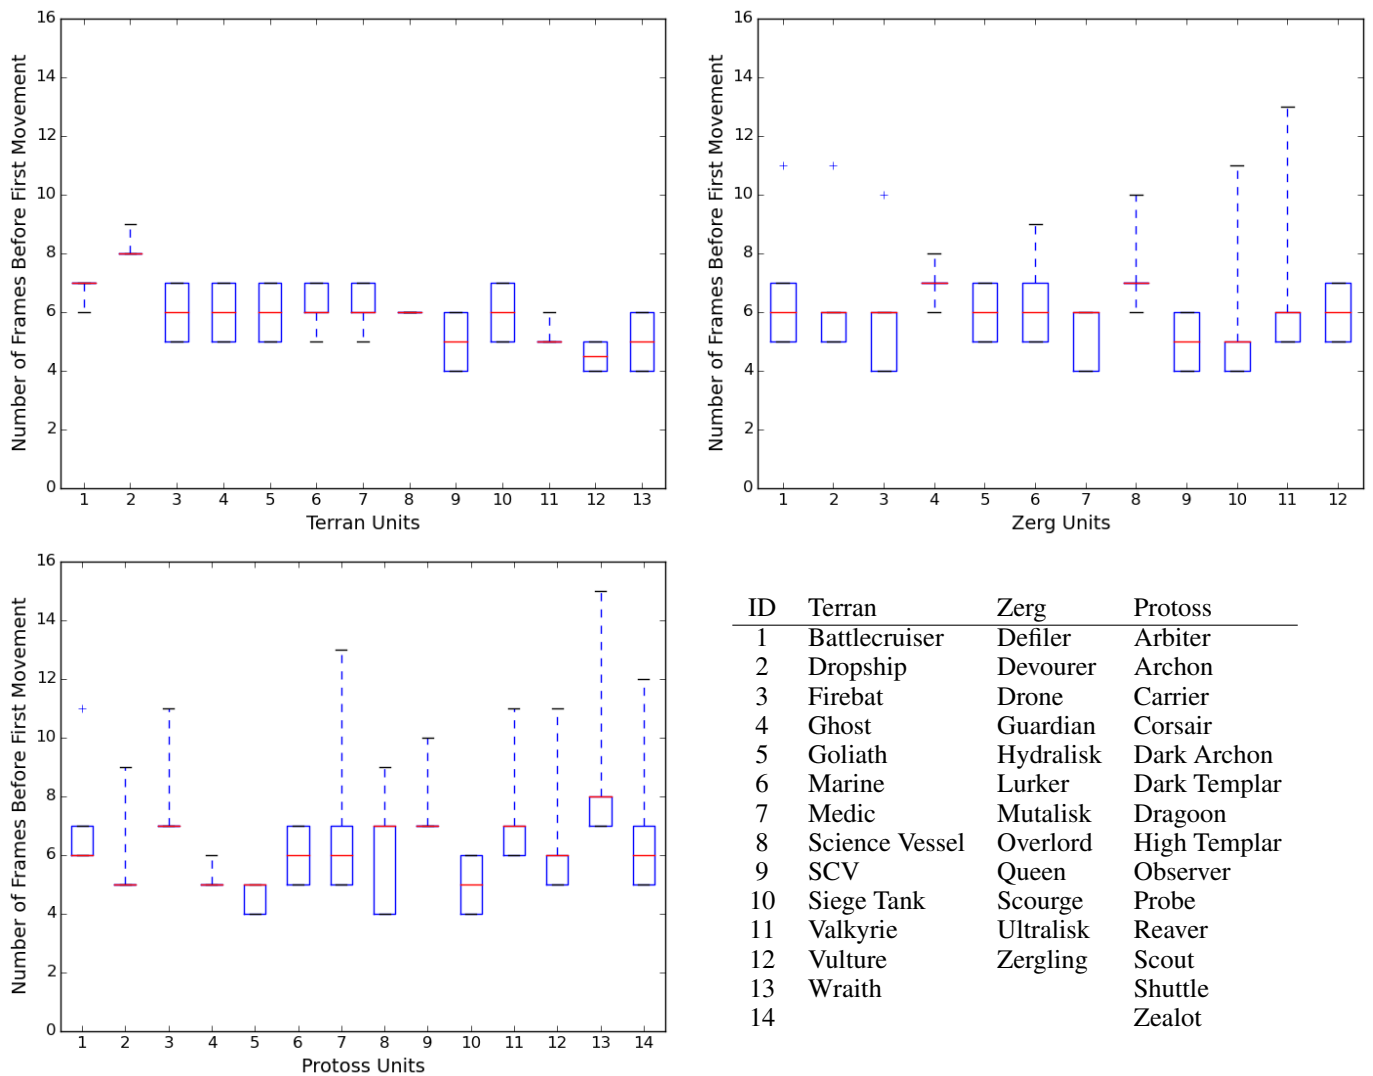 16
14
12
10
8
6
4
2
0
Number of Frames Before First Movement
1 2 3 4 5 6 7 8 9 10 11 12 13
Terran Units
16
14
12
10
8
6
4
2
0
Number of Frames Before First Movement
1 2 3 4 5 6 7 8 9 10 11 12
Zerg Units
16
14
12
10
8
6
4
2
0
Number of Frames Before First Movement
1 2 3 4 5 6 7 8 9 10 11 12 13 14
Protoss Units
ID Terran Zerg Protoss
1 Battlecruiser Defiler Arbiter
2 Dropship Devourer Archon
3 Firebat Drone Carrier
4 Ghost Guardian Corsair
5 Goliath Hydralisk Dark Archon
6 Marine Lurker Dark Templar
7 Medic Mutalisk Dragoon
8 Science Vessel Overlord High Templar
9 SCV Queen Observer
10 Siege Tank Scourge Probe
11 Valkyrie Ultralisk Reaver
12 Vulture Zergling Scout
13 Wraith Shuttle
14 Zealot